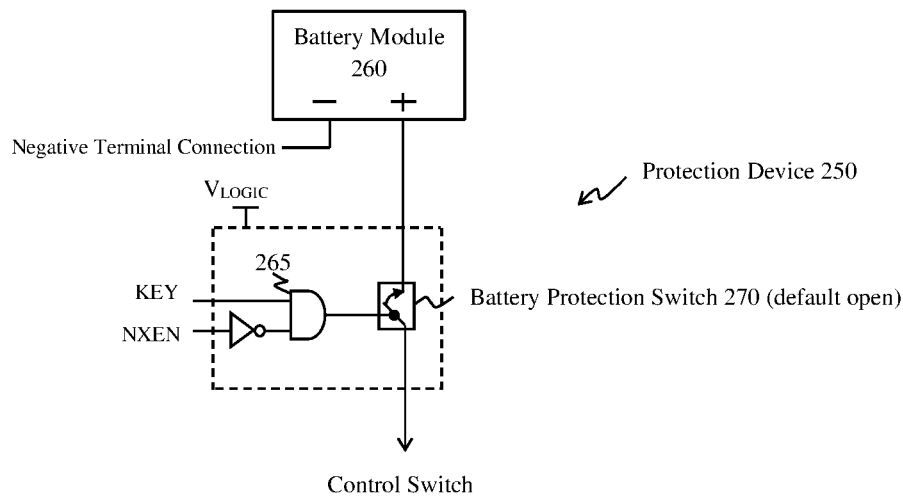 Battery Module
260
− +
Negative Terminal Connection
Protection Device 250
VLOGIC
265
KEY
Battery Protection Switch 270 (default open)
NXEN
Control Switch